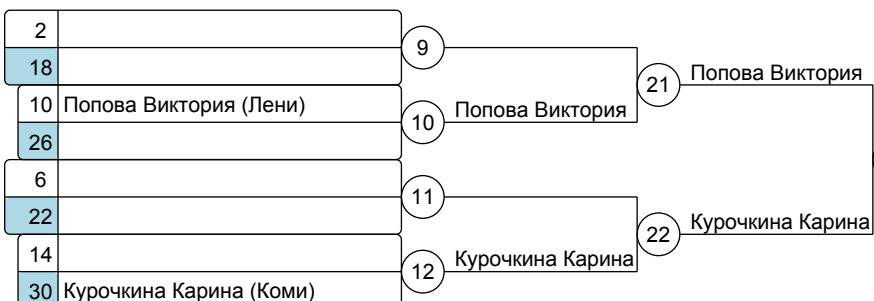 2
9
18
21 Попова Виктория
10 Попова Виктория (Лени)
10 Попова Виктория
26
6
11
22
22 Курочкина Карина
14
12 Курочкина Карина
30 Курочкина Карина (Коми)